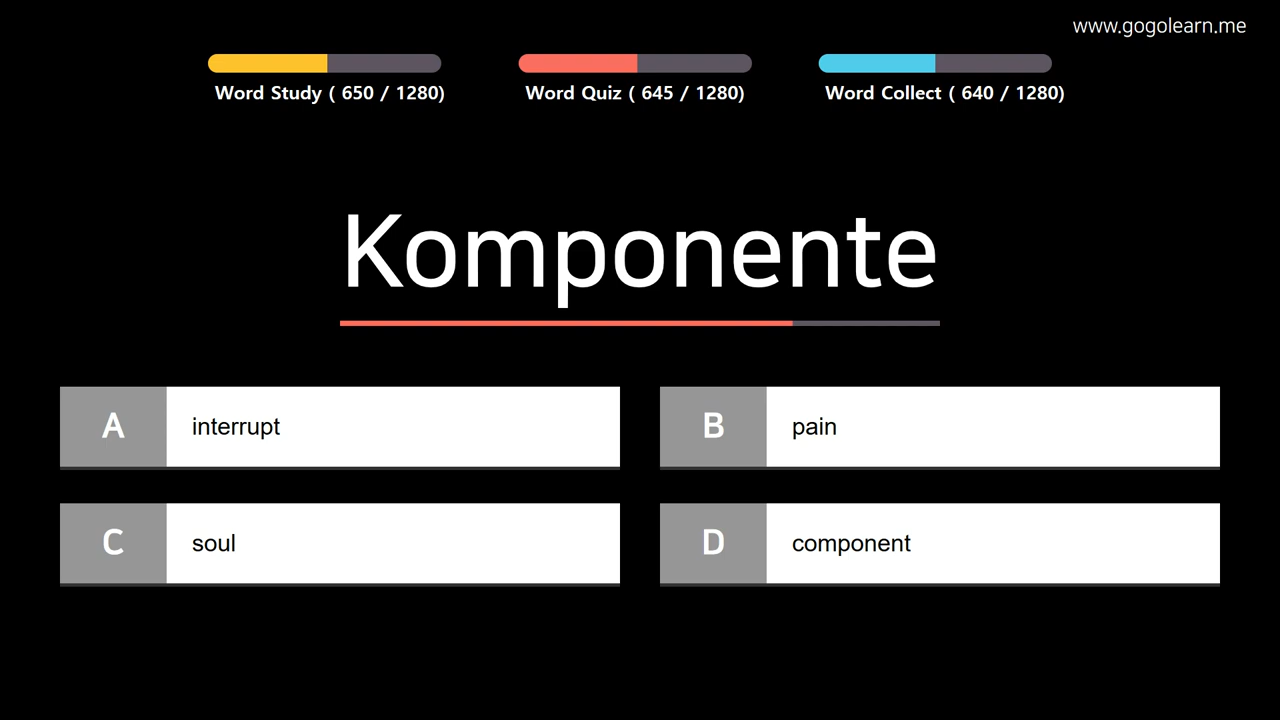 www.gogolearn.me
Word Study ( 650 / 1280)
Word Quiz ( 645 / 1280)
Word Collect ( 640 / 1280)
Komponente
A interrupt
B pain
C soul
D component